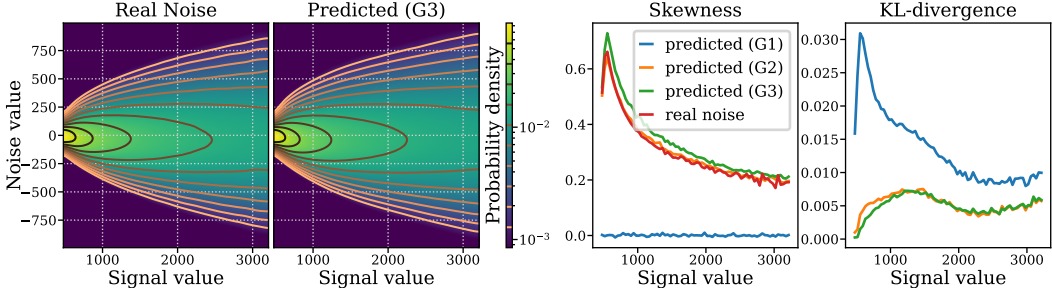 Real Noise
Predicted (G3)
Noise value
750
500
250
0
−250
−500
−750
1000
2000
3000
Signal value
1000
2000
3000
Signal value
Probability density
10⁻²
10⁻³
Skewness
predicted (G1)
predicted (G2)
predicted (G3)
real noise
0.6
0.4
0.2
0.0
1000
2000
3000
Signal value
KL-divergence
0.030
0.025
0.020
0.015
0.010
0.005
0.000
1000
2000
3000
Signal value